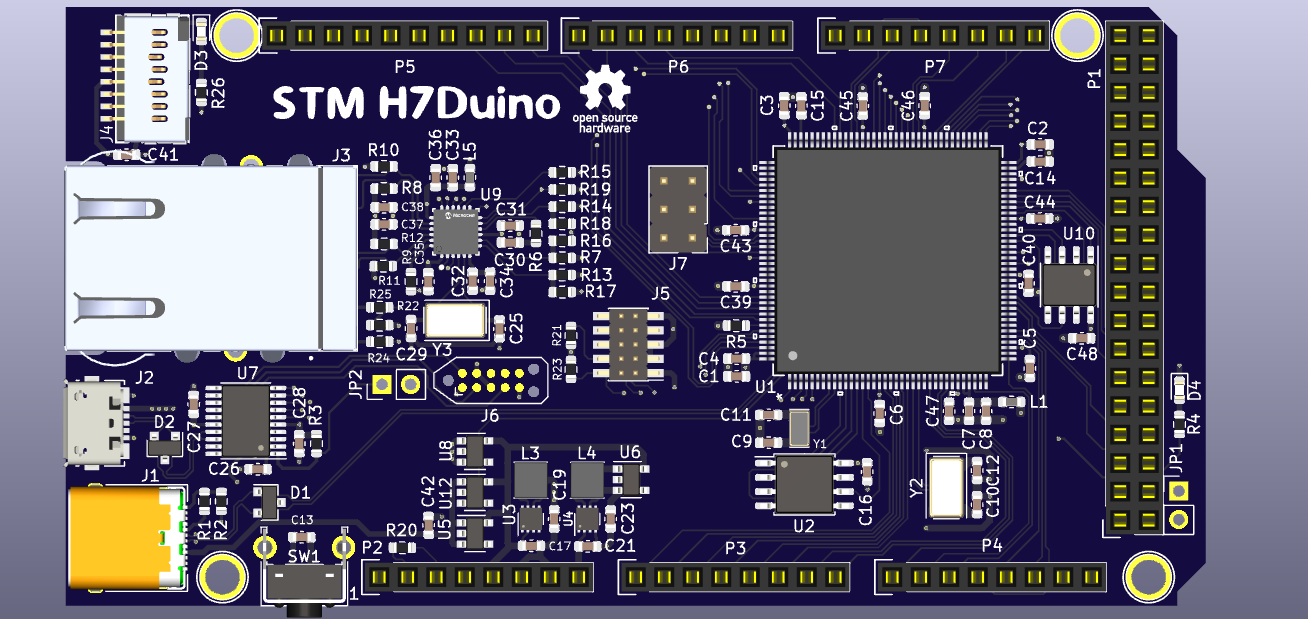 D3
R26
P5
P6
P7
P1
STM H7Duino
open source
hardware
J4
C41
J3
C3
C15
C45
C46
C2
C14
C44
U10
C40
C48
C5
R10
R8
C38
C37
R12
R9
C35
R11
R25
R22
R24
C36
C33
L5
U9
MICROCHIP
C31
C30
R6
C32
C34
C25
C29
Y3
R15
R19
R14
R18
R16
R7
R13
R17
J7
J5
R21
R23
C43
C39
R5
C4
C1
U1
JP2
J6
J2
U7
D2
C27
C28
R3
C26
J1
R1
R2
D1
C13
SW1
1
C11
C9
Y1
U2
C16
C6
C47
C7
C8
L1
Y2
C12
C10
D4
R4
JP1
U8
U12
U5
C42
R20
L3
L4
U6
U3
C19
U4
C23
C17
C21
P2
P3
P4